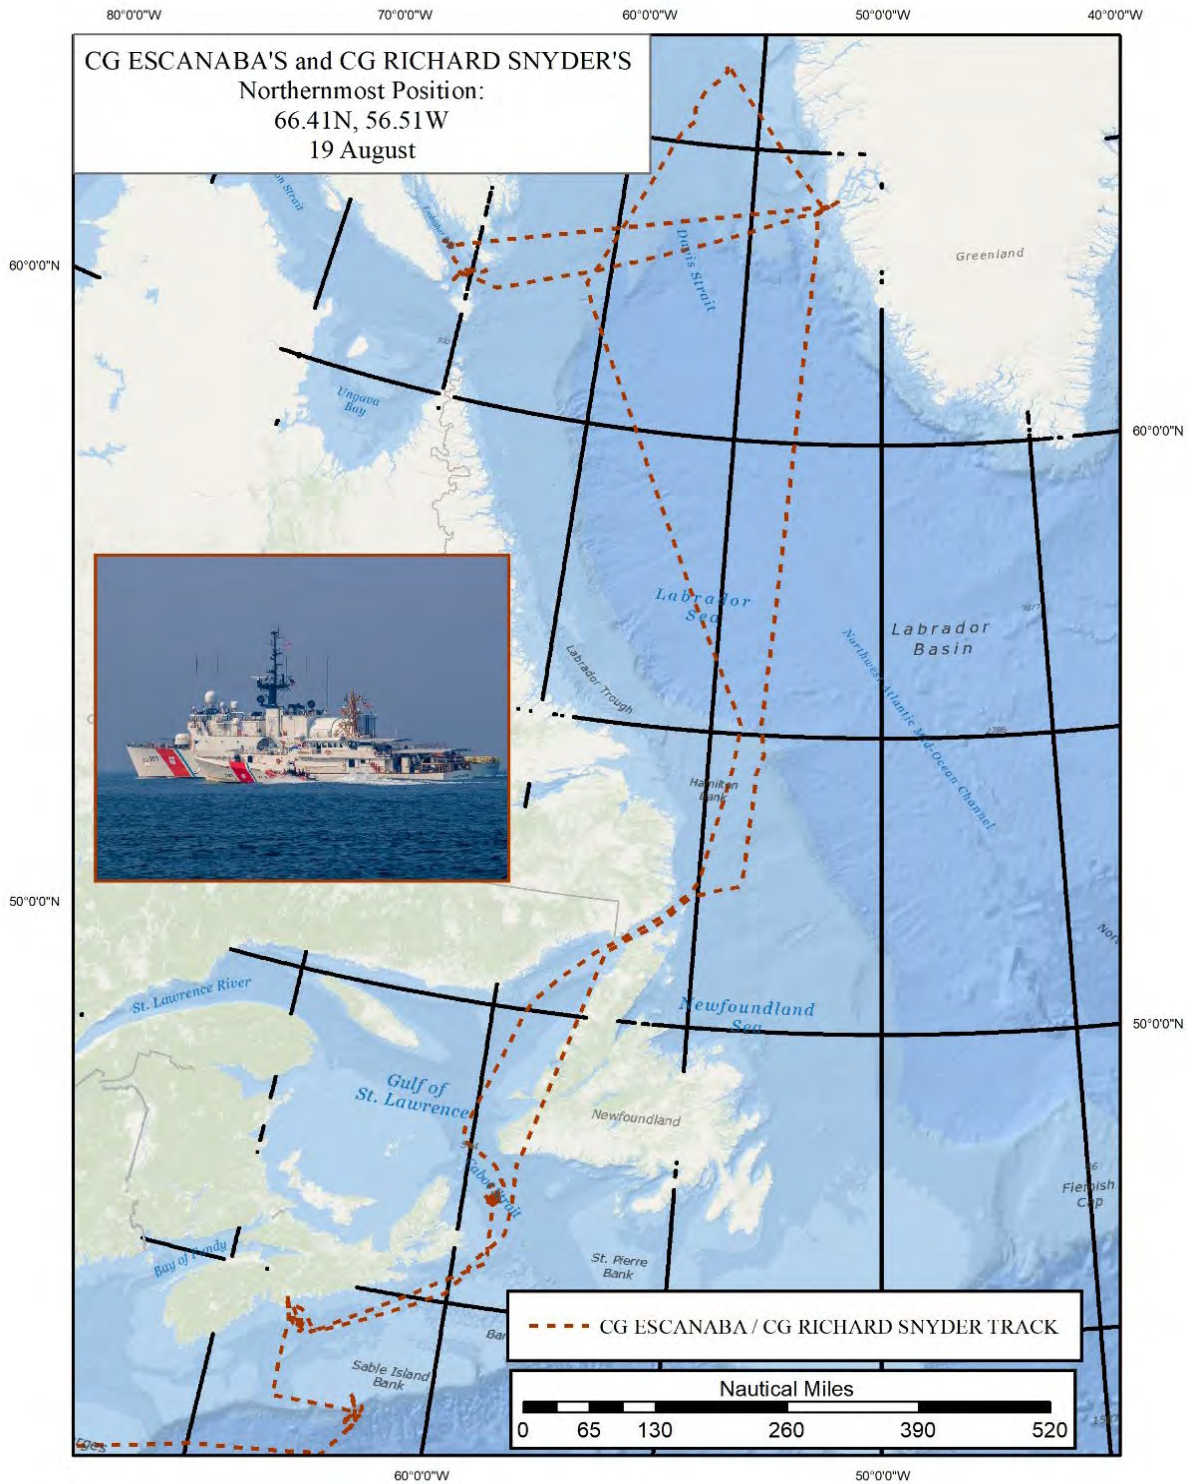 80°0'0"W
70°0'0"W
60°0'0"W
50°0'0"W
40°0'0"W
CG ESCANABA'S and CG RICHARD SNYDER'S
Northernmost Position:
66.41N, 56.51W
19 August
on Strait
Davis Strait
Greenland
60°0'0"N
Ungava
Bay
60°0'0"N
Labrador
Sea
Labrador
Basin
Labrador Trough
Northwest Atlantic Mid-Ocean Channel
Hamilton
Bank
50°0'0"N
St. Lawrence River
Newfoundland
Sea
50°0'0"N
Gulf of
St. Lawrence
Newfoundland
Cabot Strait
Flemish
Cap
Bay of Fundy
St. Pierre
Bank
CG ESCANABA / CG RICHARD SNYDER TRACK
Ban
Sable Island
Bank
Nautical Miles
0 65 130 260 390 520
rges
60°0'0"W
50°0'0"W